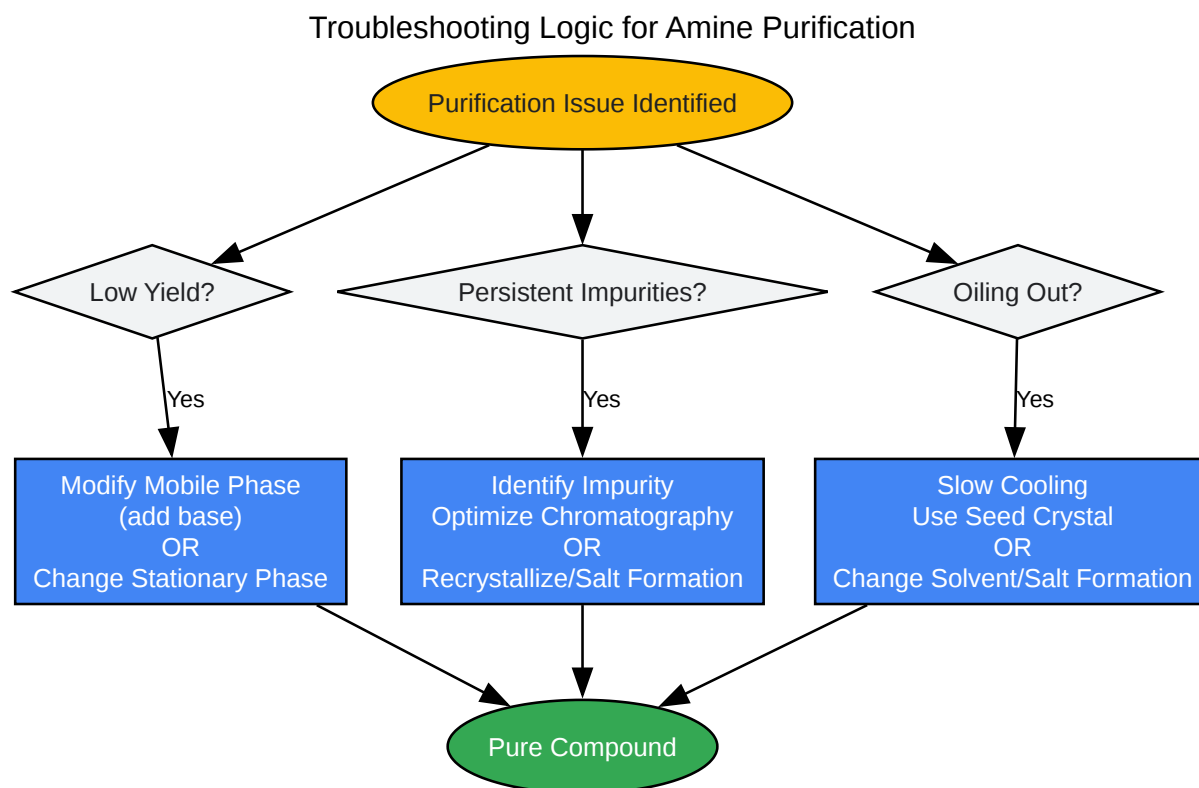 Troubleshooting Logic for Amine Purification
Purification Issue Identified
Low Yield?
Persistent Impurities?
Oiling Out?
Yes
Yes
Yes
Modify Mobile Phase
(add base)
OR
Change Stationary Phase
Identify Impurity
Optimize Chromatography
OR
Recrystallize/Salt Formation
Slow Cooling
Use Seed Crystal
OR
Change Solvent/Salt Formation
Pure Compound